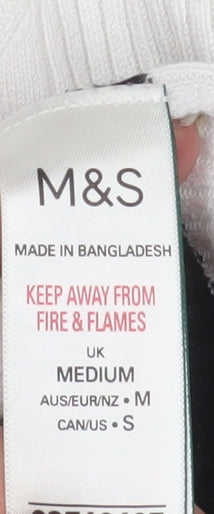 M&S
MADE IN BANGLADESH
KEEP AWAY FROM
FIRE & FLAMES
UK
MEDIUM
AUS/EUR/NZ • M
CAN/US • S